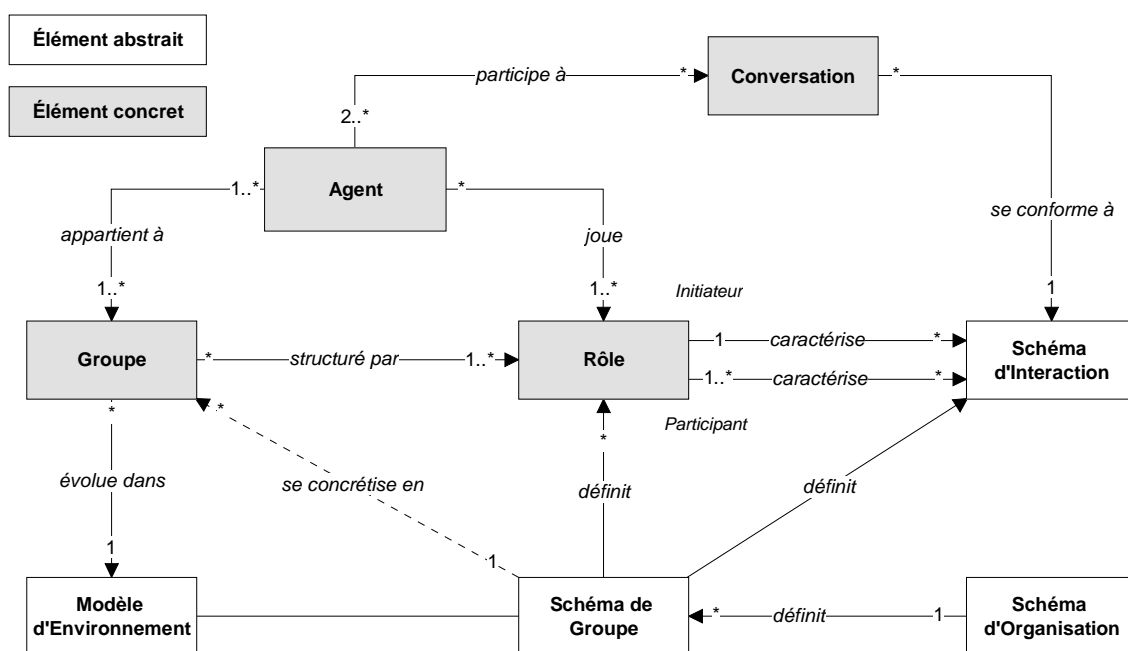 Élément abstrait
participe à
*
Conversation
*
Élément concret
2..*
1..*
Agent
*
appartient à
joue
se conforme à
1..*
1..*
Initiateur
1
Groupe
*
structuré par
1..*
Rôle
1
caractérise
*
1..*
caractérise
*
Schéma
d'Interaction
*
*
*
Participant
évolue dans
se concrétise en
définit
définit
1
1
Modèle
d'Environnement
Schéma de
Groupe
*
définit
1
Schéma
d'Organisation